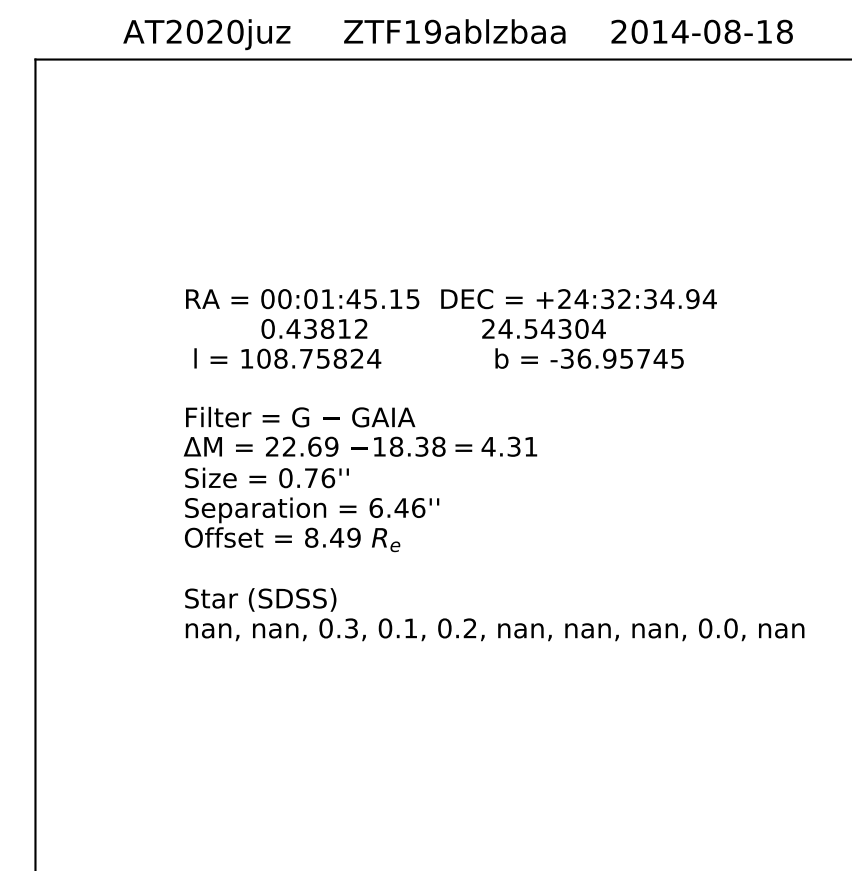 AT2020juz ZTF19ablzbaa 2014-08-18
RA = 00:01:45.15 DEC = +24:32:34.94
0.43812 24.54304
l = 108.75824 b = -36.95745
Filter = G − GAIA
ΔM = 22.69 −18.38 = 4.31
Size = 0.76''
Separation = 6.46''
Offset = 8.49 Re
Star (SDSS)
nan, nan, 0.3, 0.1, 0.2, nan, nan, nan, 0.0, nan